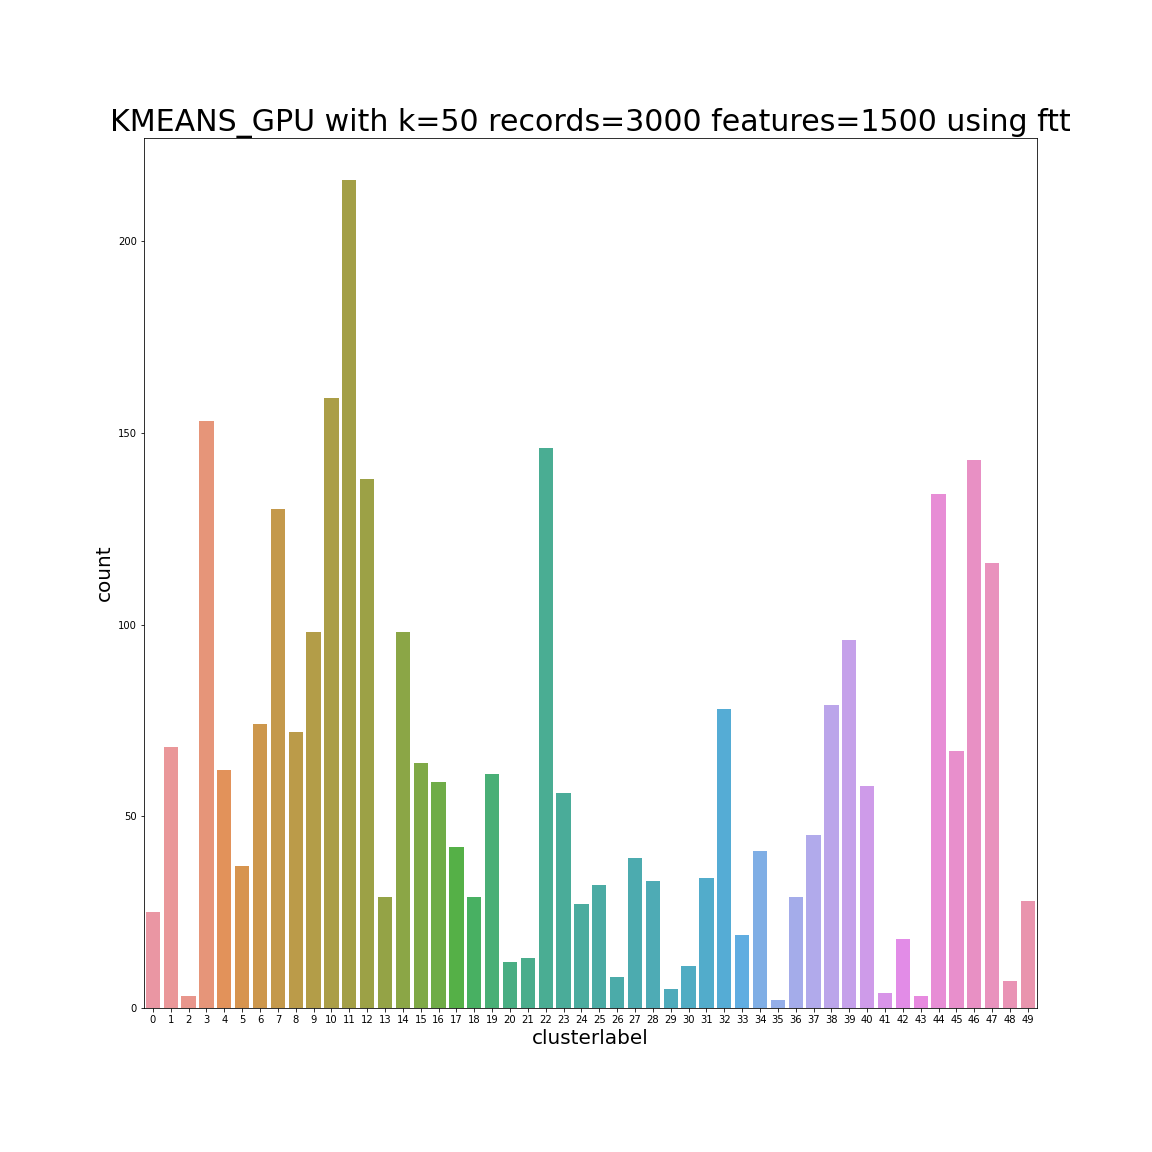 KMEANS_GPU with k=50 records=3000 features=1500 using ftt
200
150
100
50
0
count
0 1 2 3 4 5 6 7 8 9 10 11 12 13 14 15 16 17 18 19 20 21 22 23 24 25 26 27 28 29 30 31 32 33 34 35 36 37 38 39 40 41 42 43 44 45 46 47 48 49
clusterlabel